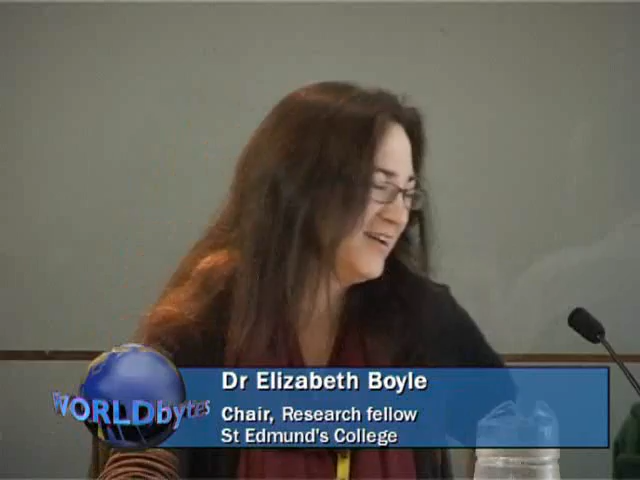 WORLDbytes
Dr Elizabeth Boyle
Chair, Research fellow
St Edmund's College